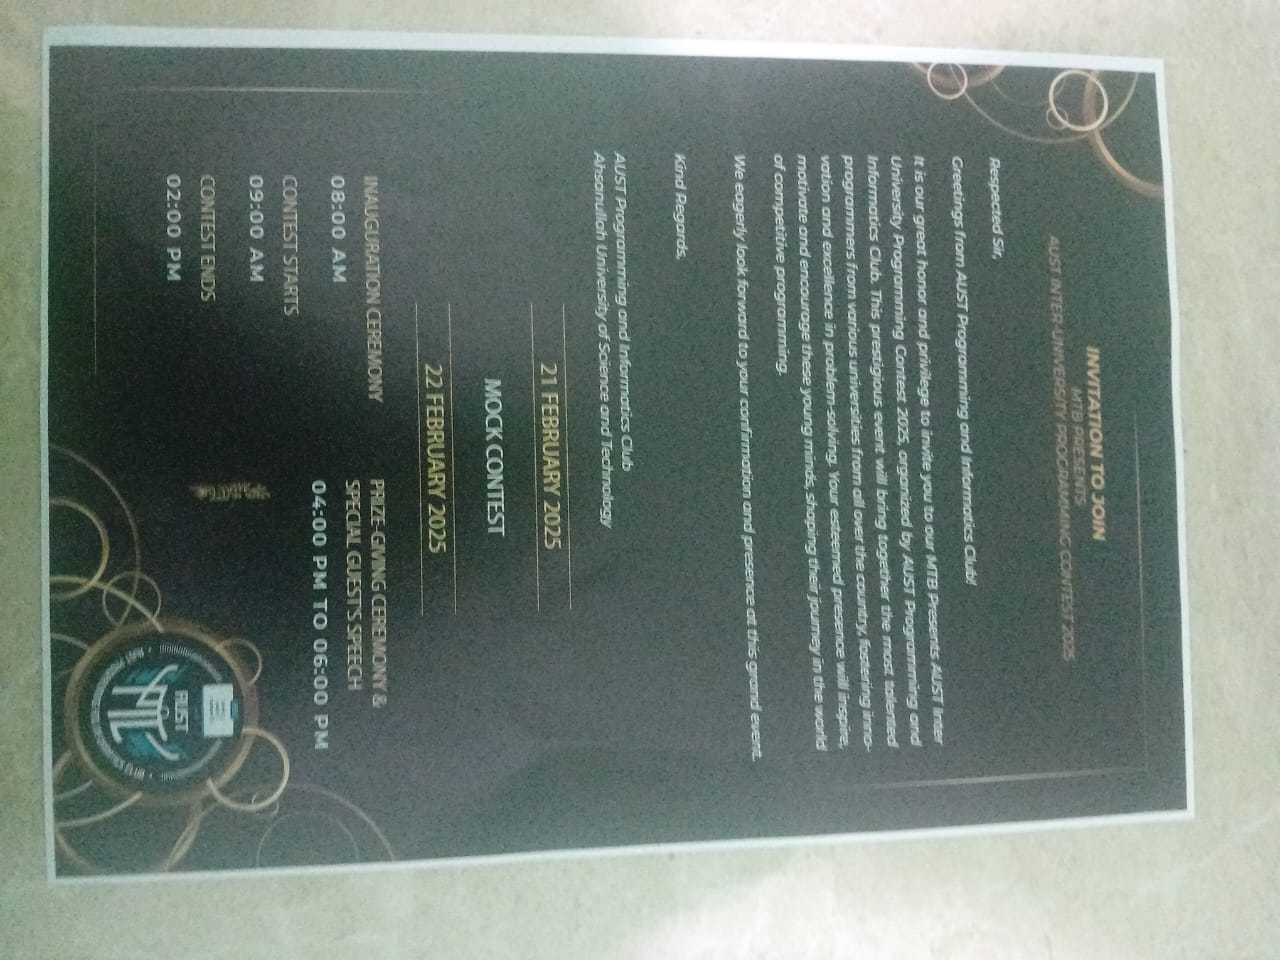 INVITATION TO JOIN
MTB PRESENTS
AUST INTER-UNIVERSITY PROGRAMMING CONTEST 2025
Respected Sir,
Greetings from AUST Programming and Informatics Club!
It is our great honor and privilege to invite you to our MTB Presents AUST Inter
University Programming Contest 2025, organized by AUST Programming and
Informatics Club. This prestigious event will bring together the most talented
programmers from various universities from all over the country, fostering inno-
vation and excellence in problem-solving. Your esteemed presence will inspire,
motivate and encourage these young minds, shaping their journey in the world
of competitive programming.
We eagerly look forward to your confirmation and presence at this grand event.
Kind Regards,
AUST Programming and Informatics Club
Ahsanullah University of Science and Technology
21 FEBRUARY 2025
MOCK CONTEST
22 FEBRUARY 2025
INAUGURATION CEREMONY
08:00 AM
CONTEST STARTS
09:00 AM
CONTEST ENDS
02:00 PM
PRIZE-GIVING CEREMONY &
SPECIAL GUEST'S SPEECH
04:00 PM TO 06:00 PM
AUST